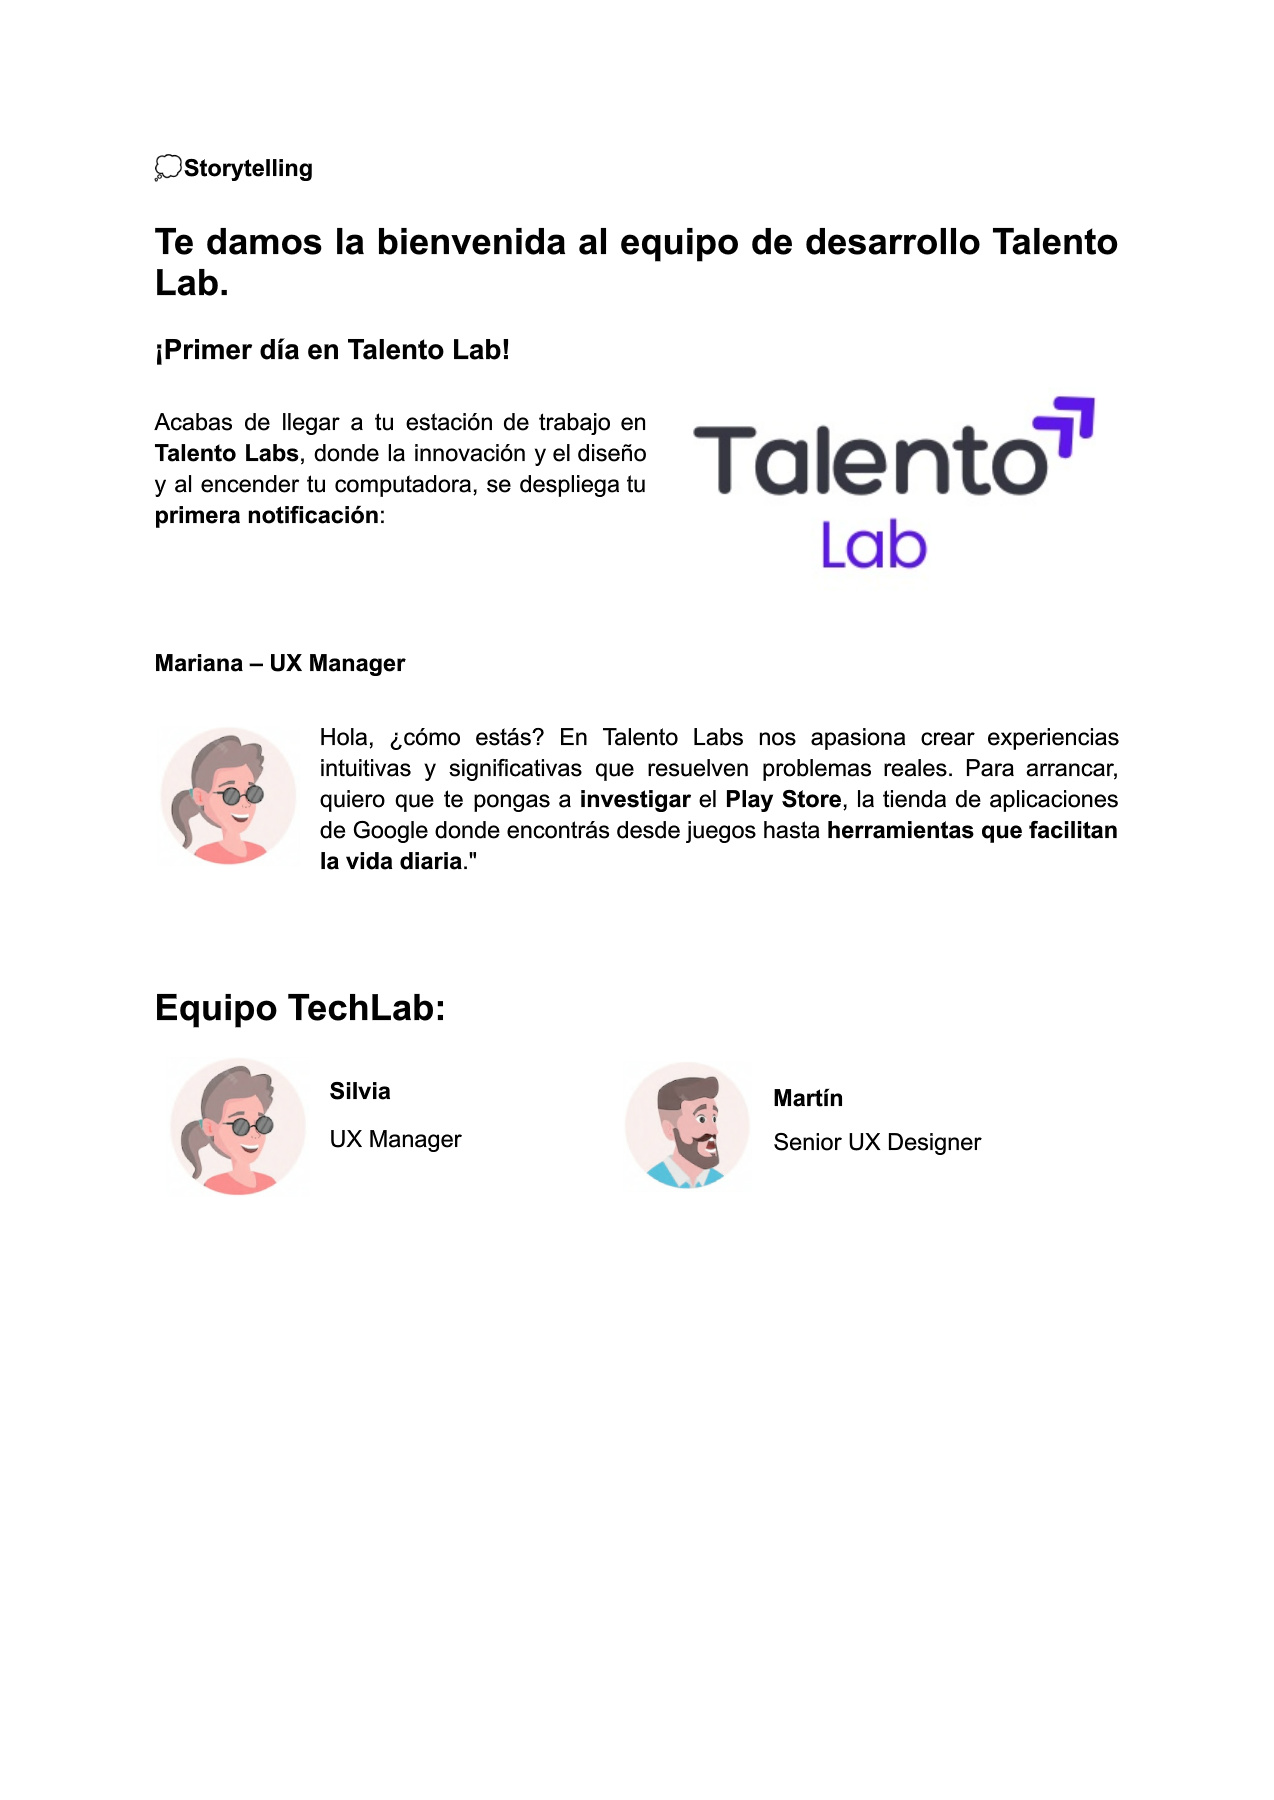 💭Storytelling
Te damos la bienvenida al equipo de desarrollo Talento
Lab.
¡Primer día en Talento Lab!
Acabas de llegar a tu estación de trabajo en
Talento Labs, donde la innovación y el diseño
y al encender tu computadora, se despliega tu
primera notificación:
Talento
Lab
Mariana – UX Manager
Hola, ¿cómo estás? En Talento Labs nos apasiona crear experiencias
intuitivas y significativas que resuelven problemas reales. Para arrancar,
quiero que te pongas a investigar el Play Store, la tienda de aplicaciones
de Google donde encontrás desde juegos hasta herramientas que facilitan
la vida diaria."
Equipo TechLab:
Silvia
UX Manager
Martín
Senior UX Designer